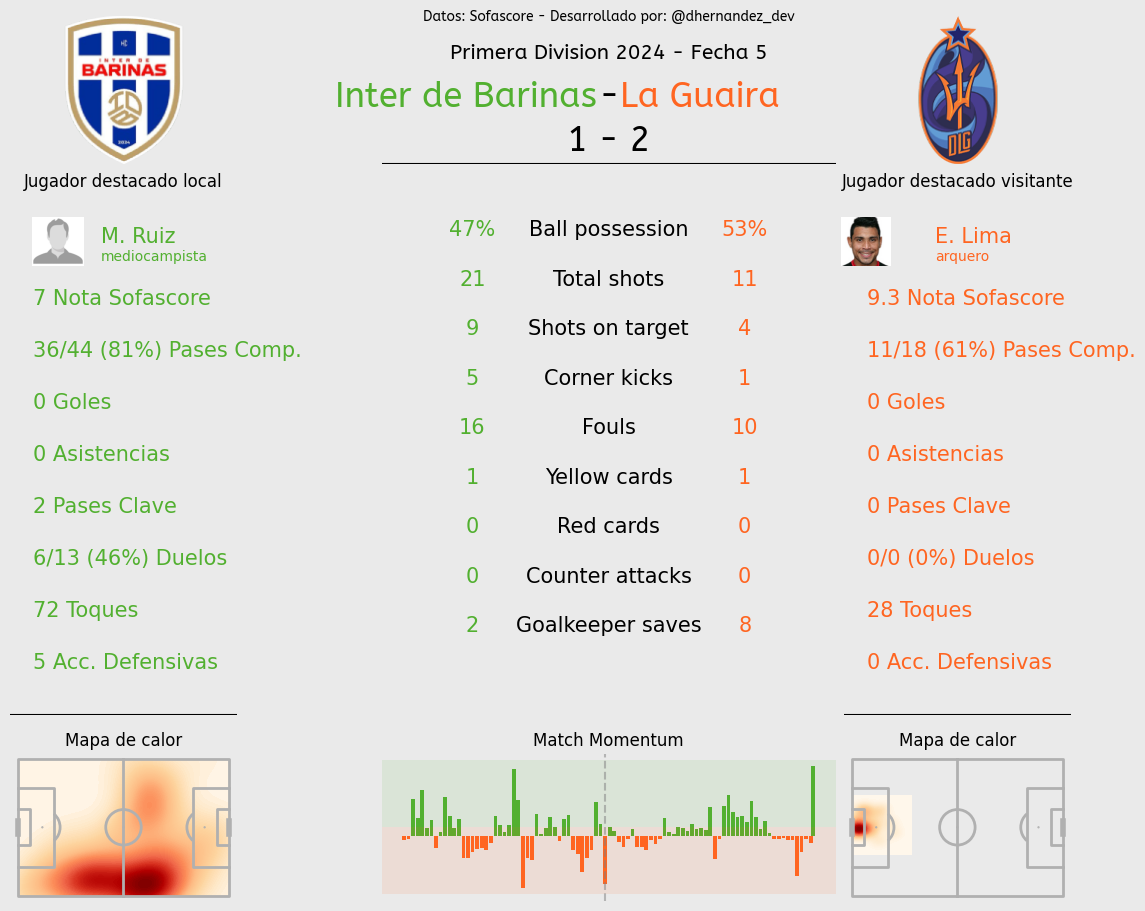 Datos: Sofascore - Desarrollado por: @dhernandez_dev
Primera Division 2024 - Fecha 5
Inter de Barinas - La Guaira
1 - 2
INTER DE
BARINAS
2024
DLG
Jugador destacado local
M. Ruiz
mediocampista
7 Nota Sofascore
36/44 (81%) Pases Comp.
0 Goles
0 Asistencias
2 Pases Clave
6/13 (46%) Duelos
72 Toques
5 Acc. Defensivas
Mapa de calor
47% Ball possession 53%
21 Total shots 11
9 Shots on target 4
5 Corner kicks 1
16 Fouls 10
1 Yellow cards 1
0 Red cards 0
0 Counter attacks 0
2 Goalkeeper saves 8
Match Momentum
Jugador destacado visitante
E. Lima
arquero
9.3 Nota Sofascore
11/18 (61%) Pases Comp.
0 Goles
0 Asistencias
0 Pases Clave
0/0 (0%) Duelos
28 Toques
0 Acc. Defensivas
Mapa de calor